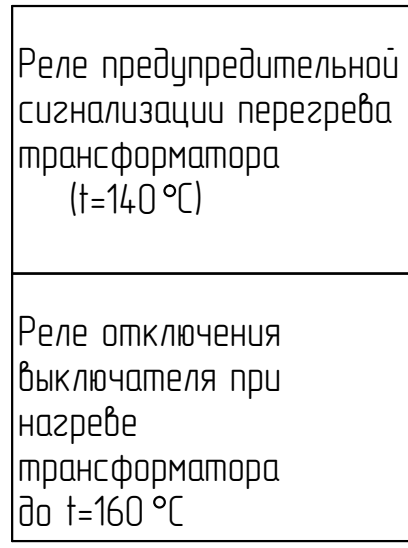 Реле предупредительной
сигнализации перегрева
трансформатора
(t=140 °C)
Реле отключения
выключателя при
нагреве
трансформатора
до t=160 °C